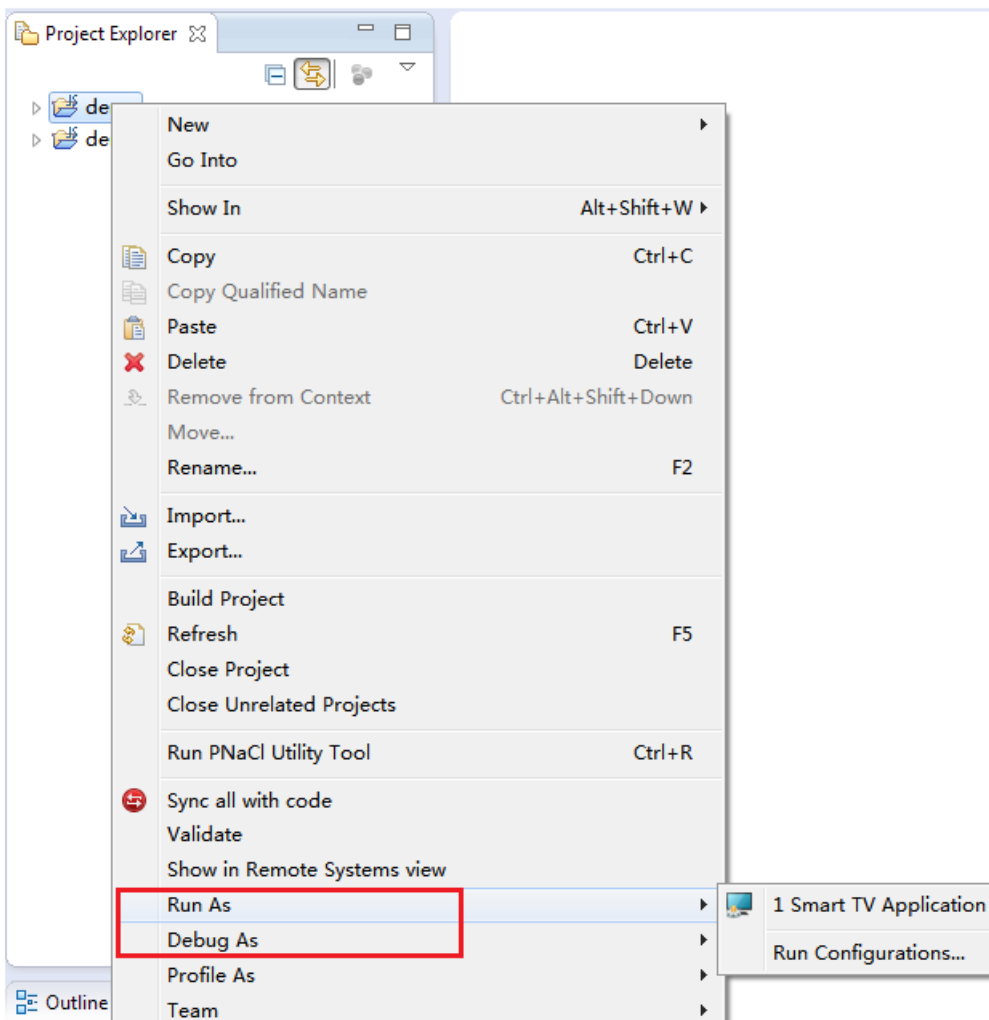 Project Explorer
de
de
New
Go Into
Show In Alt+Shift+W
Copy Ctrl+C
Copy Qualified Name
Paste Ctrl+V
Delete Delete
Remove from Context Ctrl+Alt+Shift+Down
Move...
Rename... F2
Import...
Export...
Build Project
Refresh F5
Close Project
Close Unrelated Projects
Run PNaCl Utility Tool Ctrl+R
Sync all with code
Validate
Show in Remote Systems view
Run As
1 Smart TV Application
Debug As
Run Configurations...
Profile As
Outline
Team